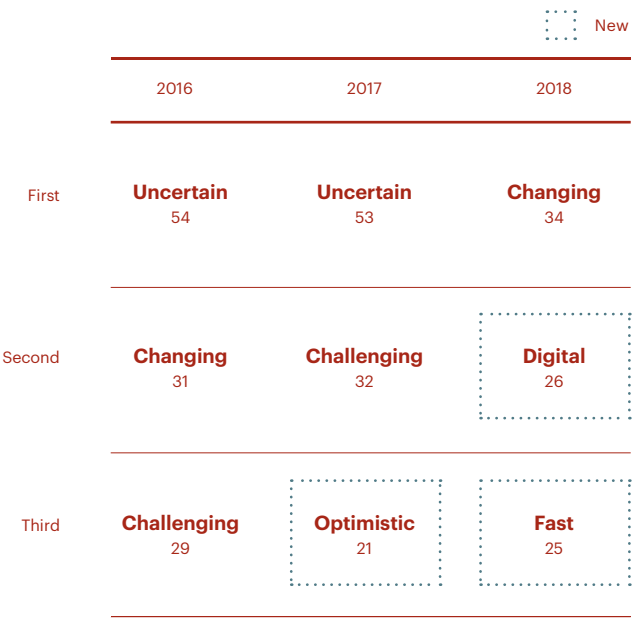 New
2016 2017 2018
First
Uncertain Uncertain Changing
54 53 34
Second
Changing Challenging Digital
31 32 26
Third
Challenging Optimistic Fast
29 21 25